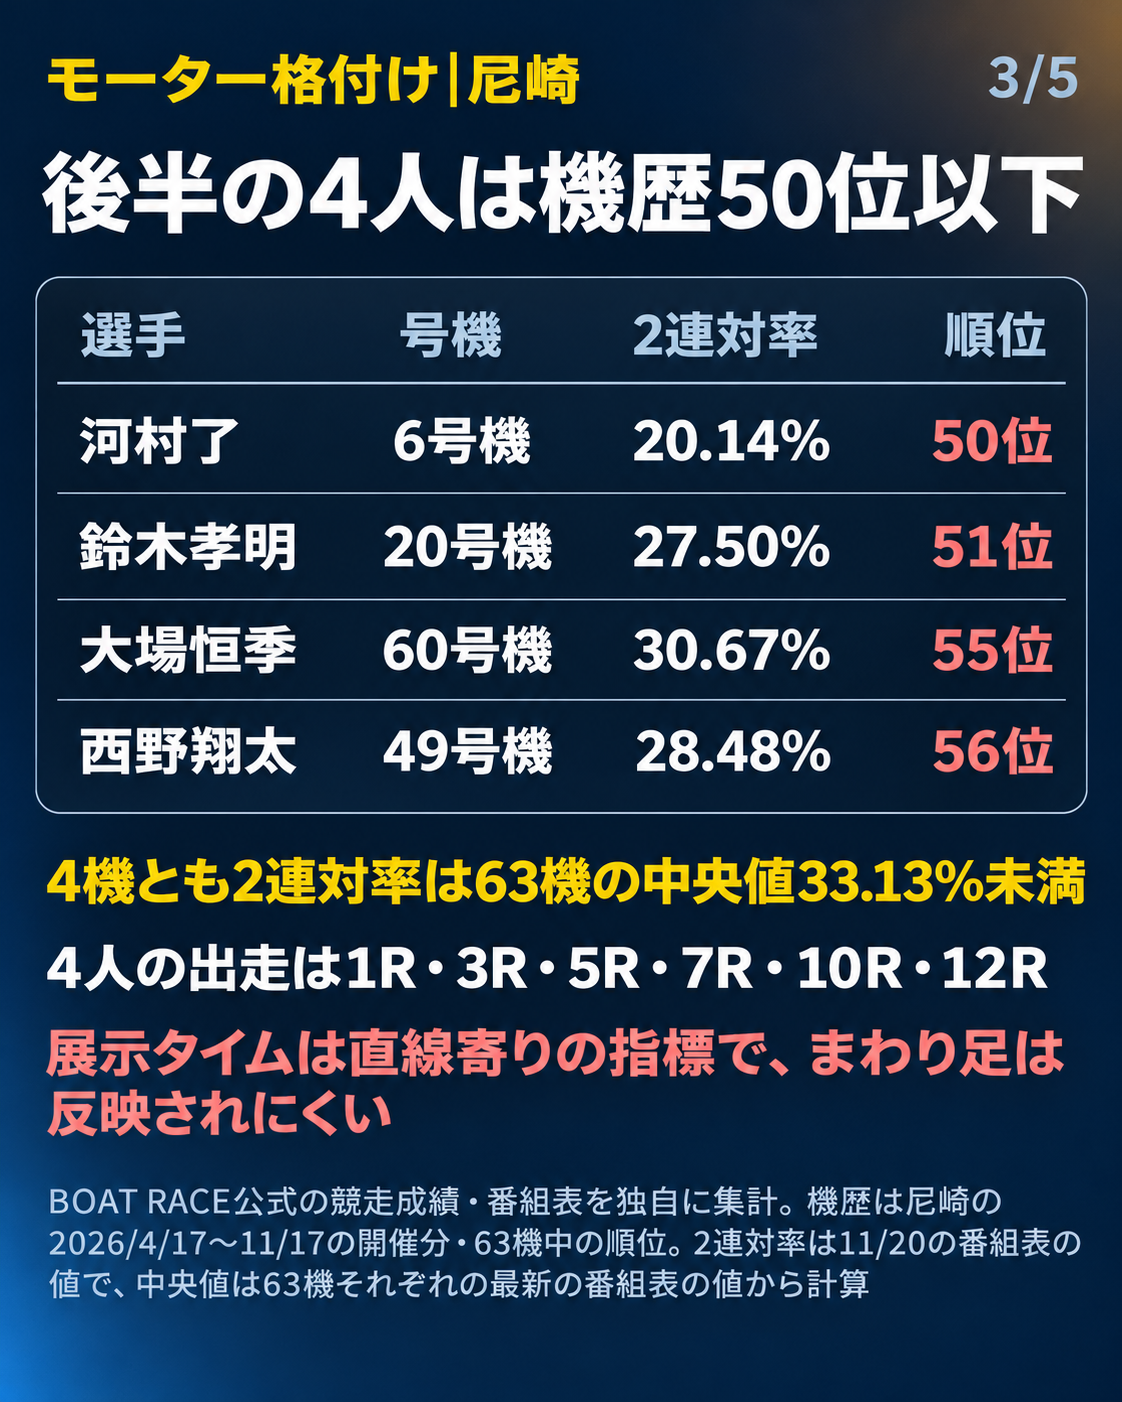 モーター格付け|尼崎 3/5
後半の4人は機歴50位以下
選手 号機 2連対率 順位
河村了 6号機 20.14% 50位
鈴木孝明 20号機 27.50% 51位
大場恒季 60号機 30.67% 55位
西野翔太 49号機 28.48% 56位
4機とも2連対率は63機の中央値33.13%未満
4人の出走は1R・3R・5R・7R・10R・12R
展示タイムは直線寄りの指標で、まわり足は
反映されにくい
BOAT RACE公式の競走成績・番組表を独自に集計。機歴は尼崎の
2026/4/17〜11/17の開催分・63機中の順位。2連対率は11/20の番組表の
値で、中央値は63機それぞれの最新の番組表の値から計算